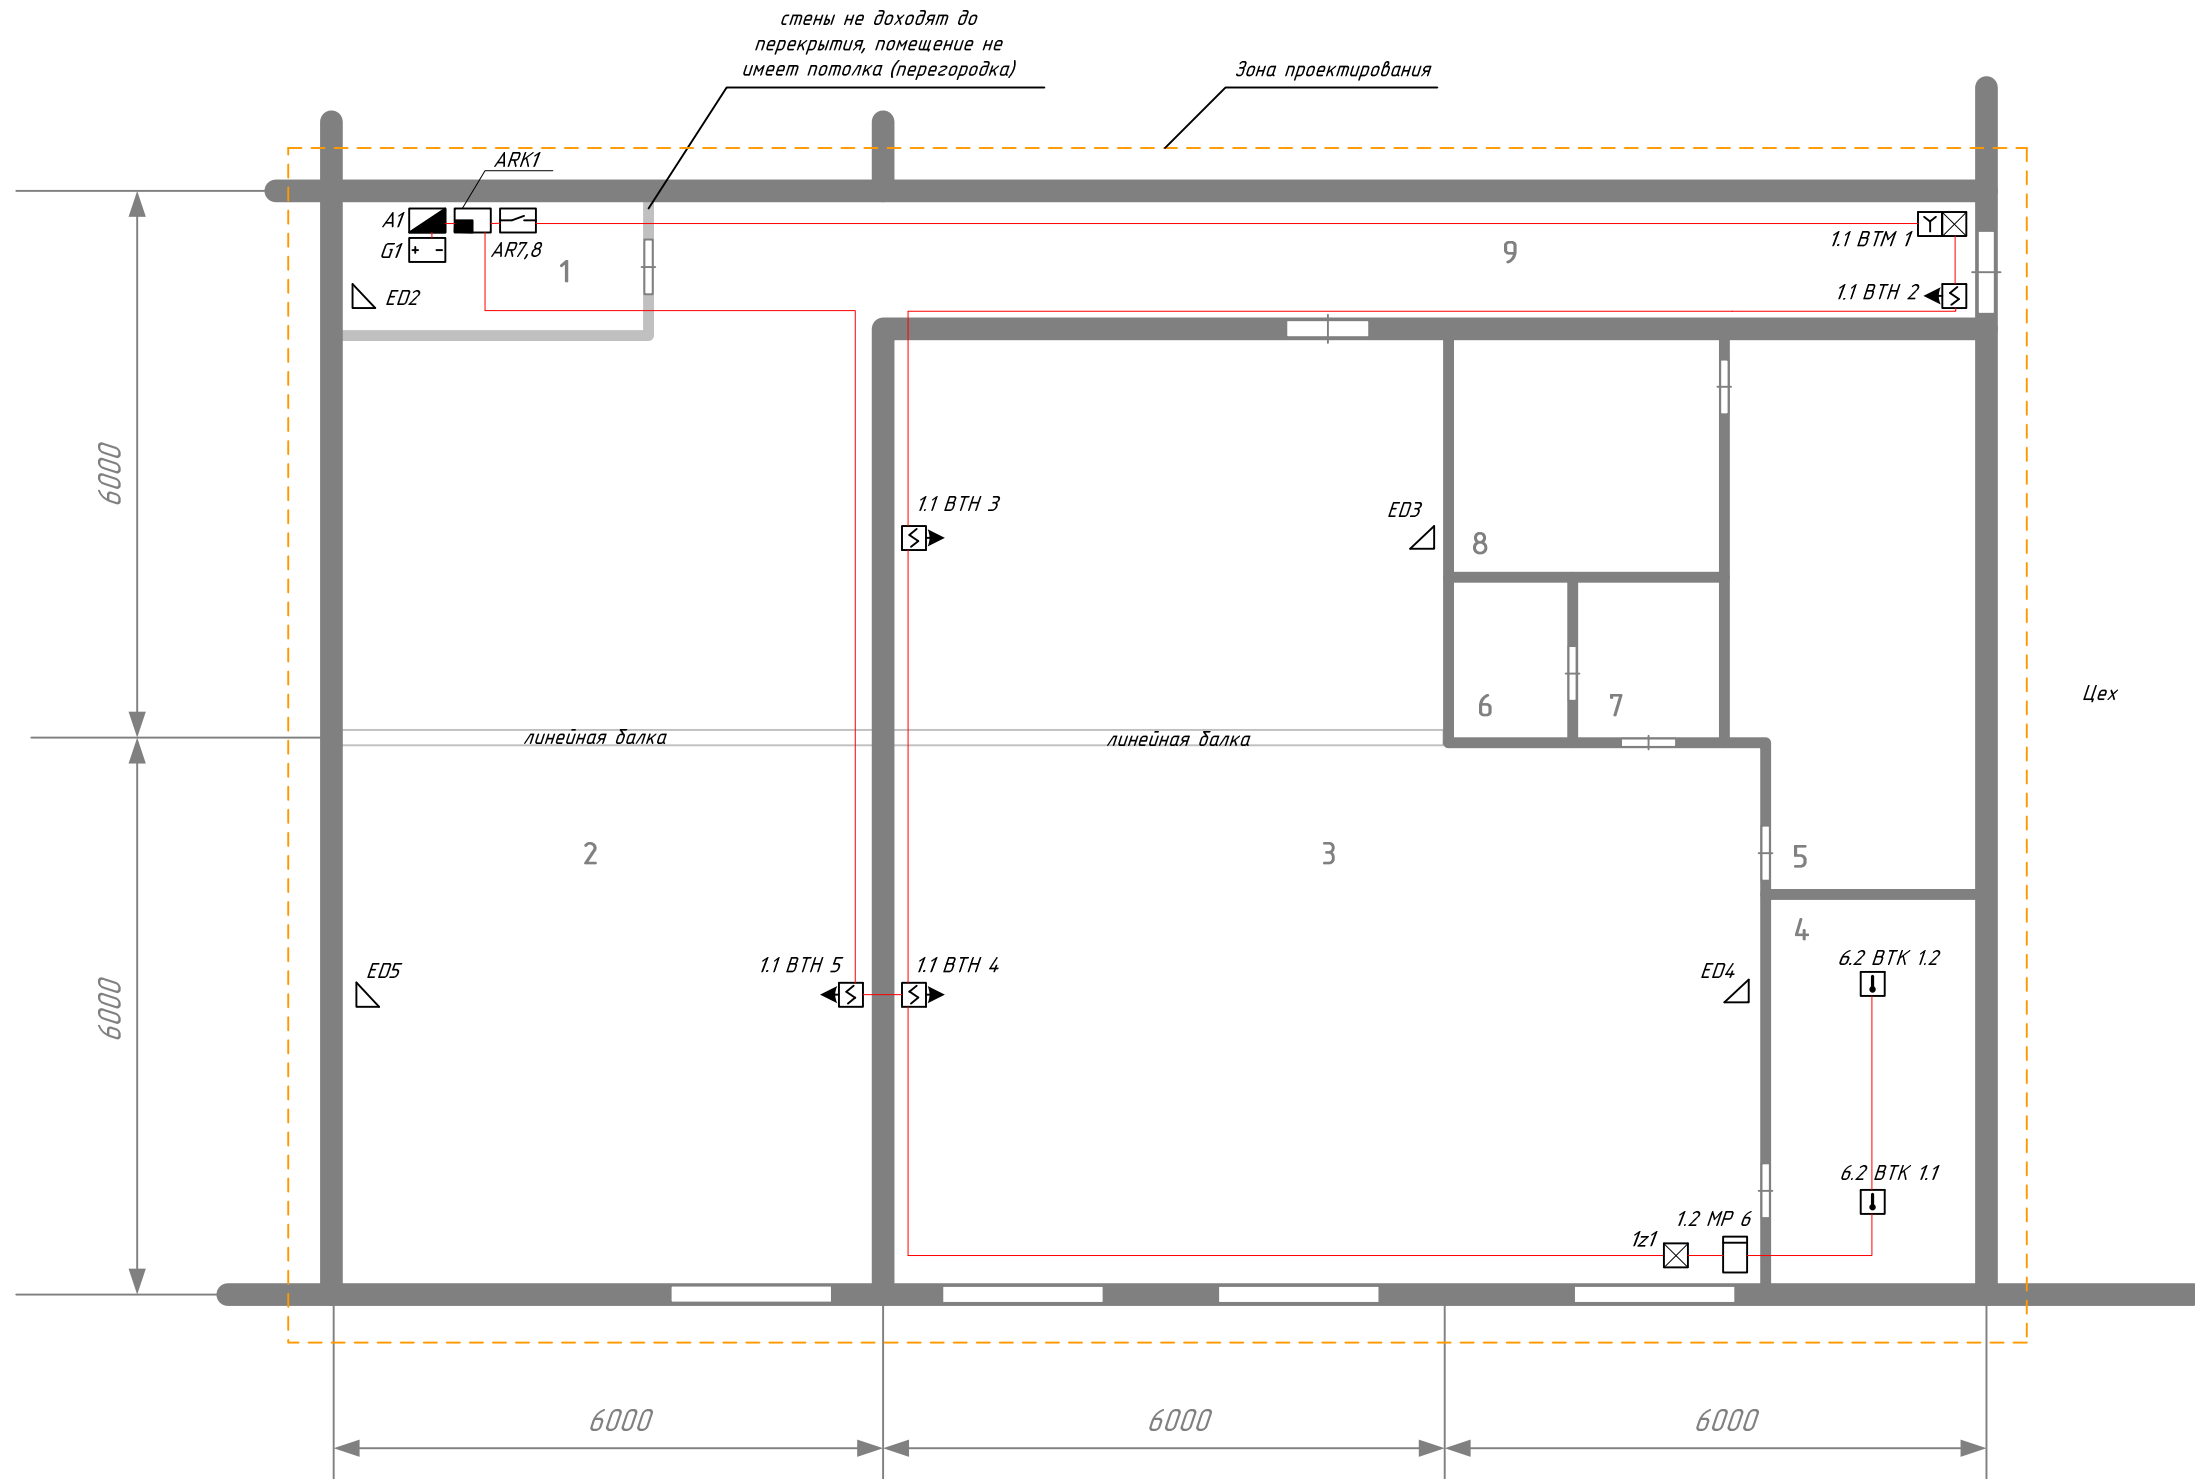 стены не доходят до
перекрытия, помещение не
имеет потолка (перегородка)
Зона проектирования
ARK1
A1
G1
AR7,8
1
ED2
9
1.1 BTM 1
1.1 BTH 2
6000
1.1 BTH 3
ED3
8
6
7
Цех
линейная балка
линейная балка
2
3
5
4
6000
ED5
1.1 BTH 5
1.1 BTH 4
ED4
6.2 BTK 1.2
6.2 BTK 1.1
1.2 MP 6
1z1
6000
6000
6000